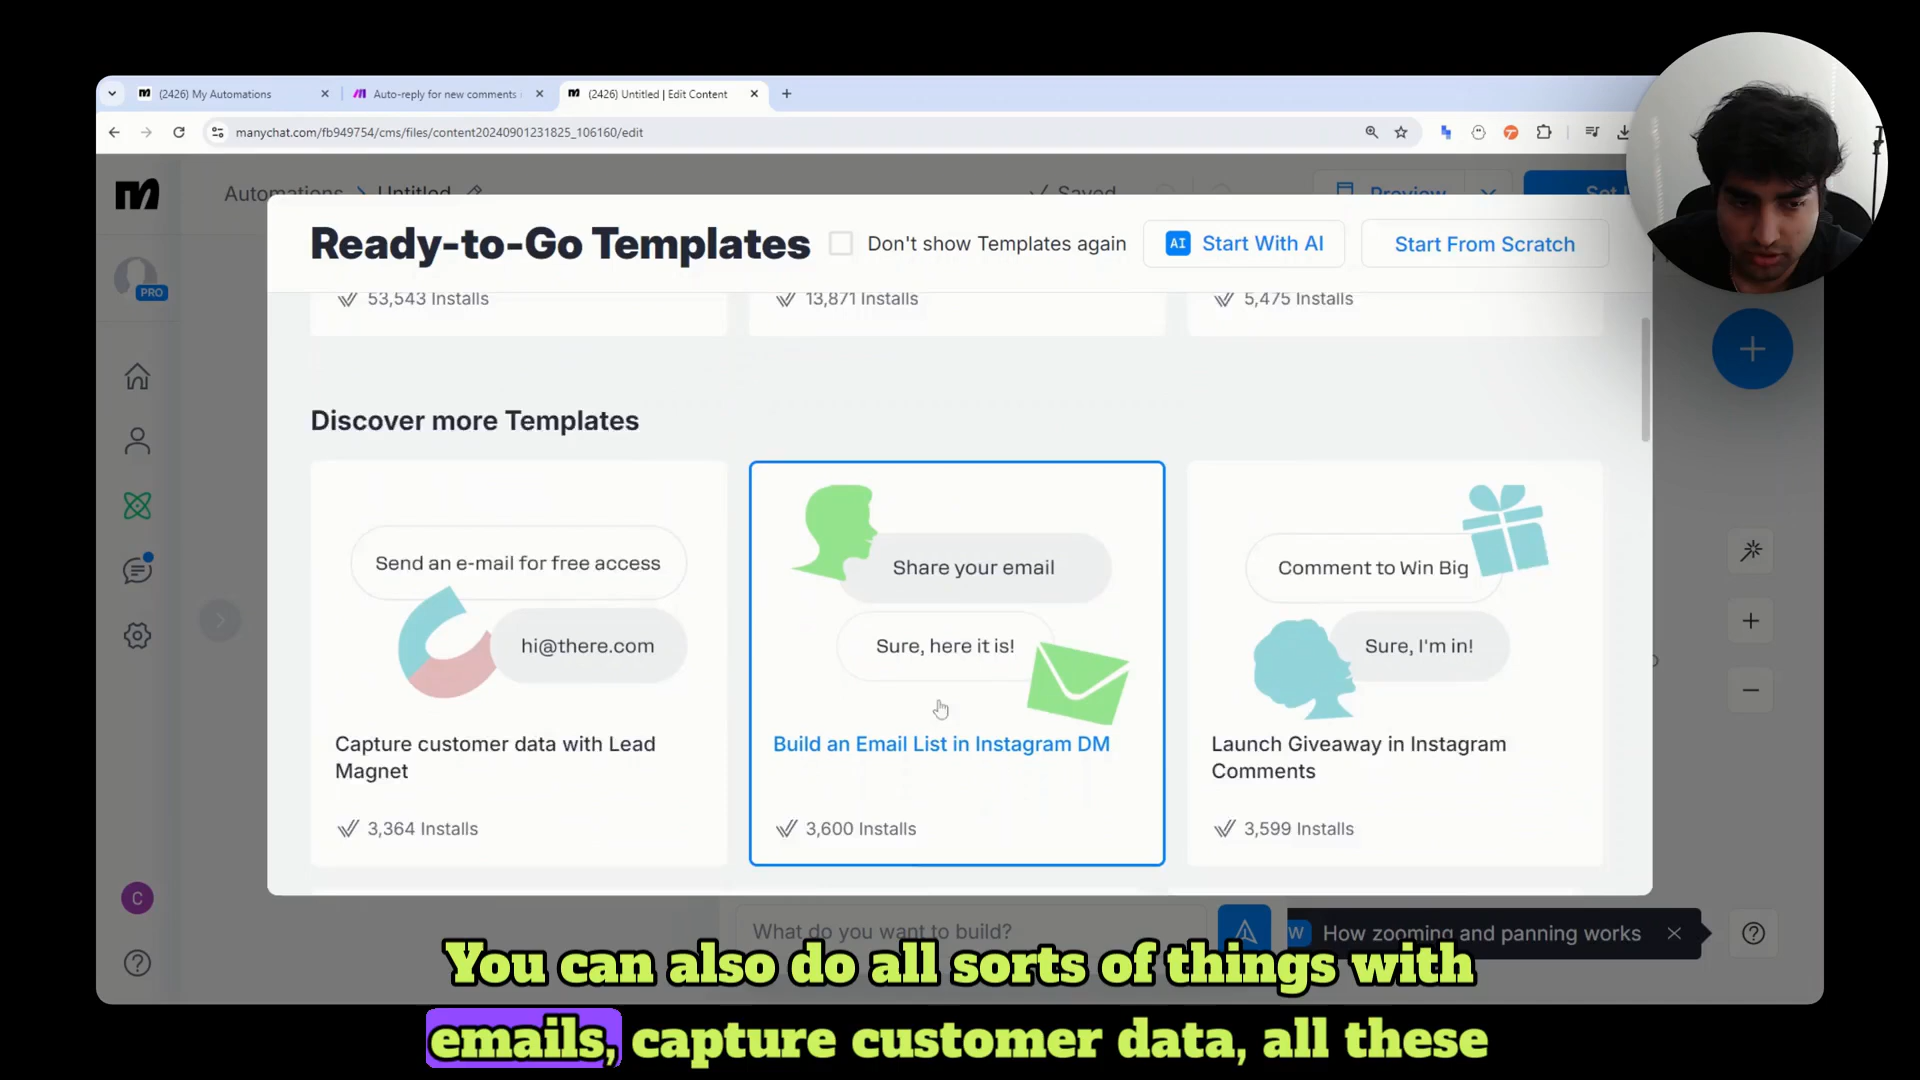 (2426) My Automations
Auto-reply for new comments
(2426) Untitled | Edit Content
manychat.com/fb949754/cms/files/content20240901231825_106160/edit
Automations > Untitled
Saved
Preview
Set
PRO
Ready-to-Go Templates
Don't show Templates again
AI Start With AI
Start From Scratch
53,543 Installs
13,871 Installs
5,475 Installs
Discover more Templates
Send an e-mail for free access
hi@there.com
Capture customer data with Lead
Magnet
3,364 Installs
Share your email
Sure, here it is!
Build an Email List in Instagram DM
3,600 Installs
Comment to Win Big
Sure, I'm in!
Launch Giveaway in Instagram
Comments
3,599 Installs
C
What do you want to build?
W How zooming and panning works
You can also do all sorts of things with
emails, capture customer data, all these